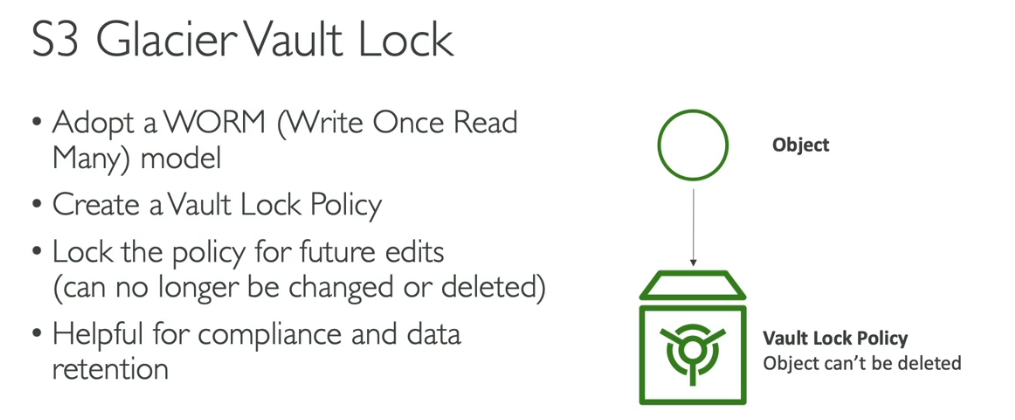 S3 Glacier Vault Lock
• Adopt a WORM (Write Once Read
Many) model
• Create a Vault Lock Policy
• Lock the policy for future edits
(can no longer be changed or deleted)
• Helpful for compliance and data
retention
Object
Vault Lock Policy
Object can't be deleted